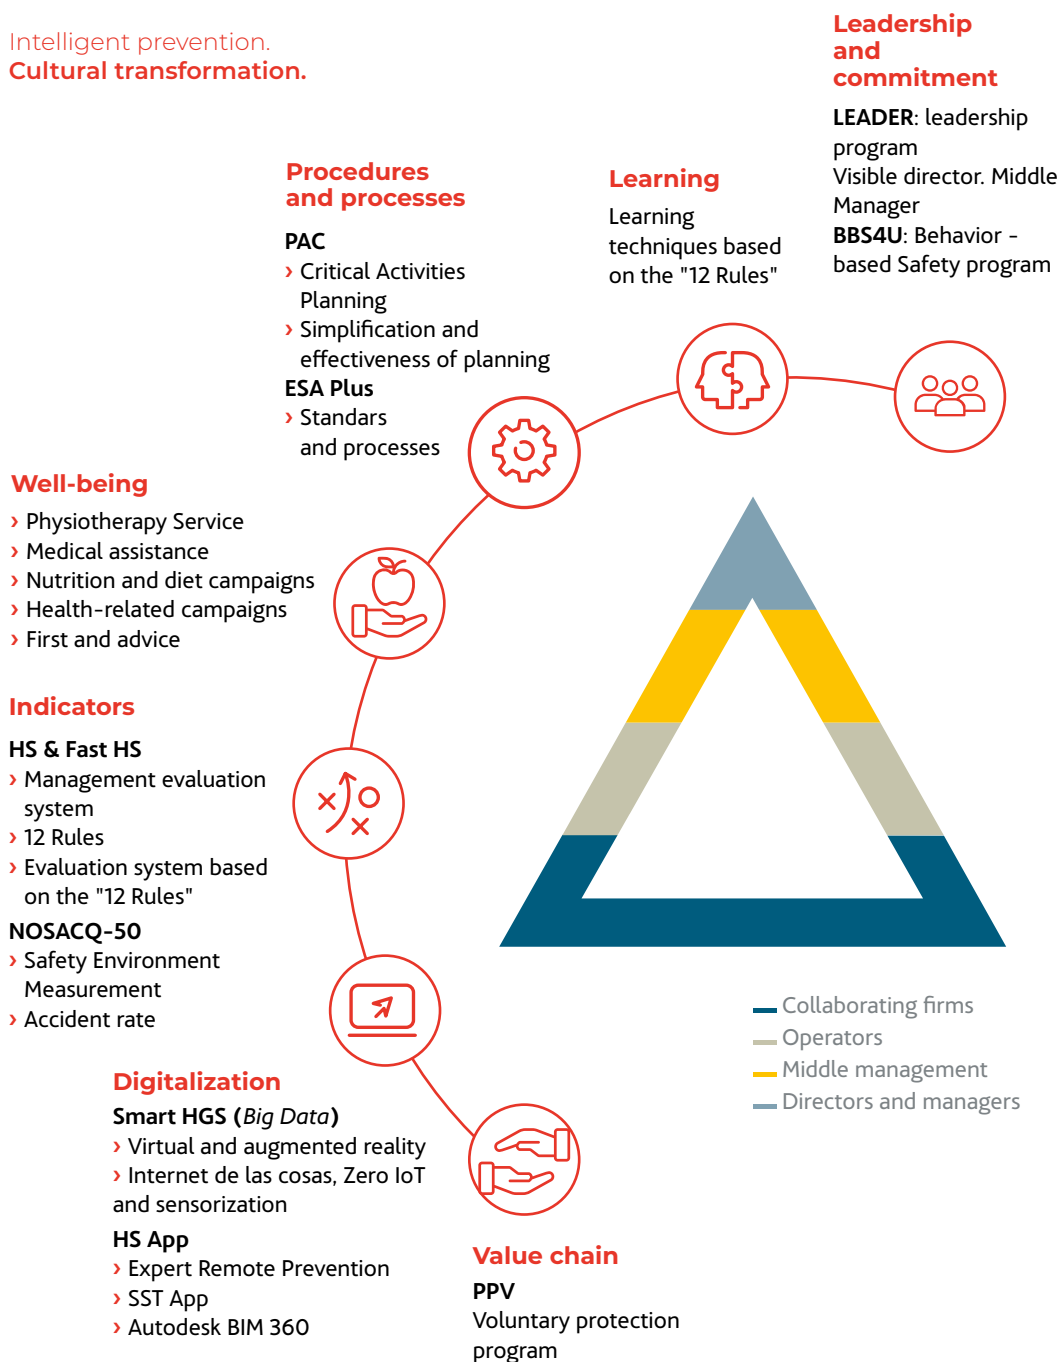 Intelligent prevention.
Cultural transformation.
Leadership
and
commitment
LEADER: leadership
program
Visible director. Middle
Manager
BBS4U: Behavior -
based Safety program
Learning
Learning
techniques based
on the "12 Rules"
Procedures
and processes
PAC
› Critical Activities
Planning
› Simplification and
effectiveness of planning
ESA Plus
› Standars
and processes
Well-being
› Physiotherapy Service
› Medical assistance
› Nutrition and diet campaigns
› Health-related campaigns
› First and advice
Indicators
HS & Fast HS
› Management evaluation
system
› 12 Rules
› Evaluation system based
on the "12 Rules"
NOSACQ-50
› Safety Environment
Measurement
› Accident rate
Digitalization
Smart HGS (Big Data)
› Virtual and augmented reality
› Internet de las cosas, Zero IoT
and sensorization
HS App
› Expert Remote Prevention
› SST App
› Autodesk BIM 360
Value chain
PPV
Voluntary protection
program
Collaborating firms
Operators
Middle management
Directors and managers